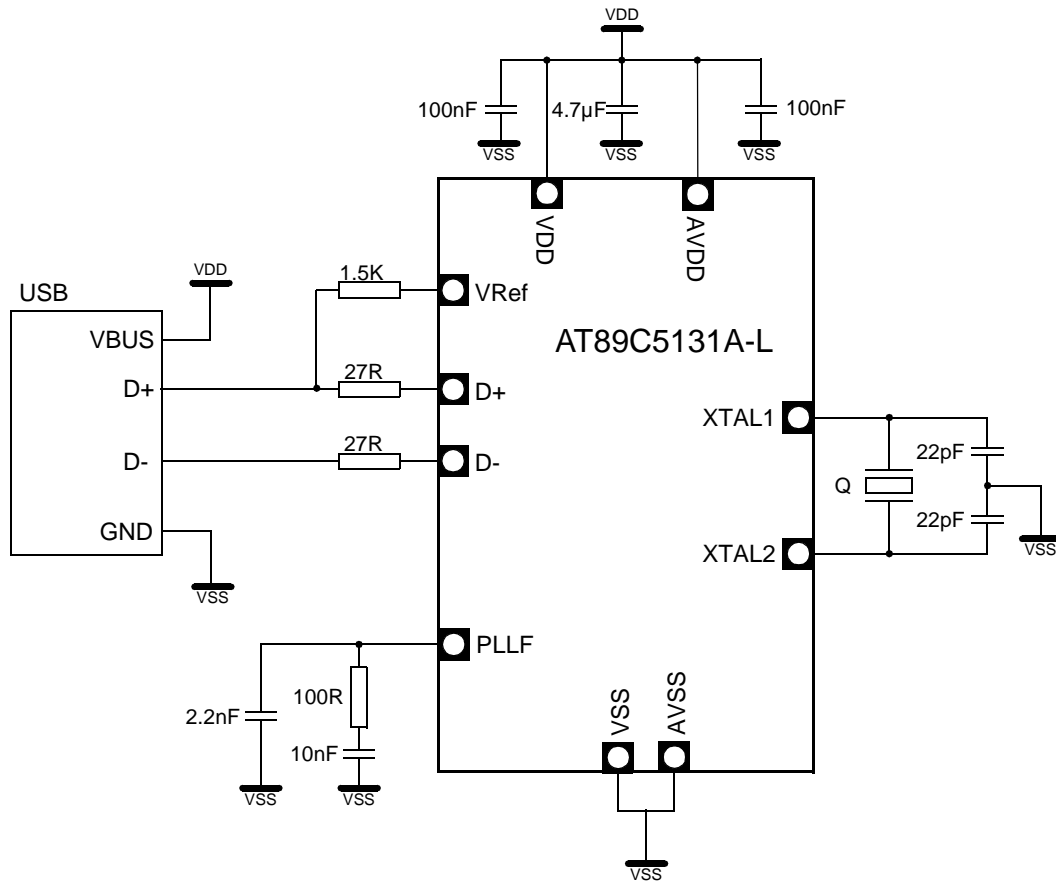 VDD
100nF
4.7µF
100nF
VSS
VSS
VSS
VDD
AVDD
USB
VDD
1.5K
VRef
VBUS
AT89C5131A-L
D+
27R
D+
XTAL1
D-
27R
D-
22pF
Q
GND
22pF
XTAL2
VSS
VSS
PLLF
100R
2.2nF
10nF
VSS
AVSS
VSS
VSS
VSS